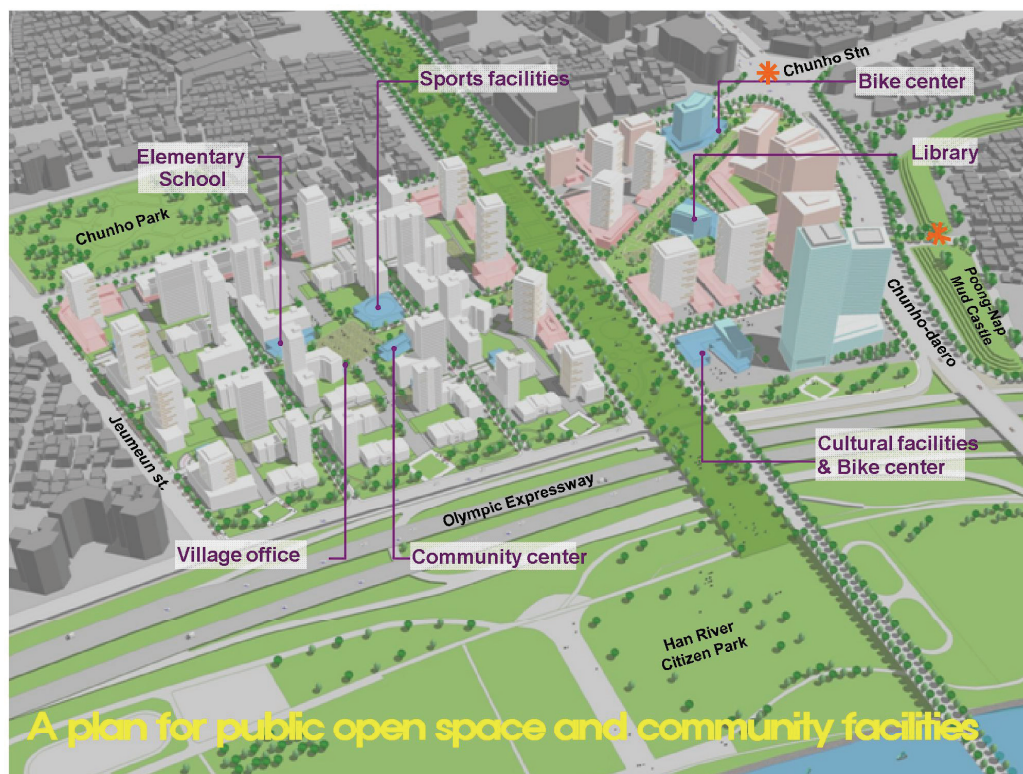 Chunho Stn
Sports facilities
Bike center
Elementary
School
Library
Chunho Park
Poong-Nap
Mud Castle
Chunho-daero
Jeumeun st.
Cultural facilities
& Bike center
Olympic Expressway
Village office
Community center
Han River
Citizen Park
A plan for public open space and community facilities